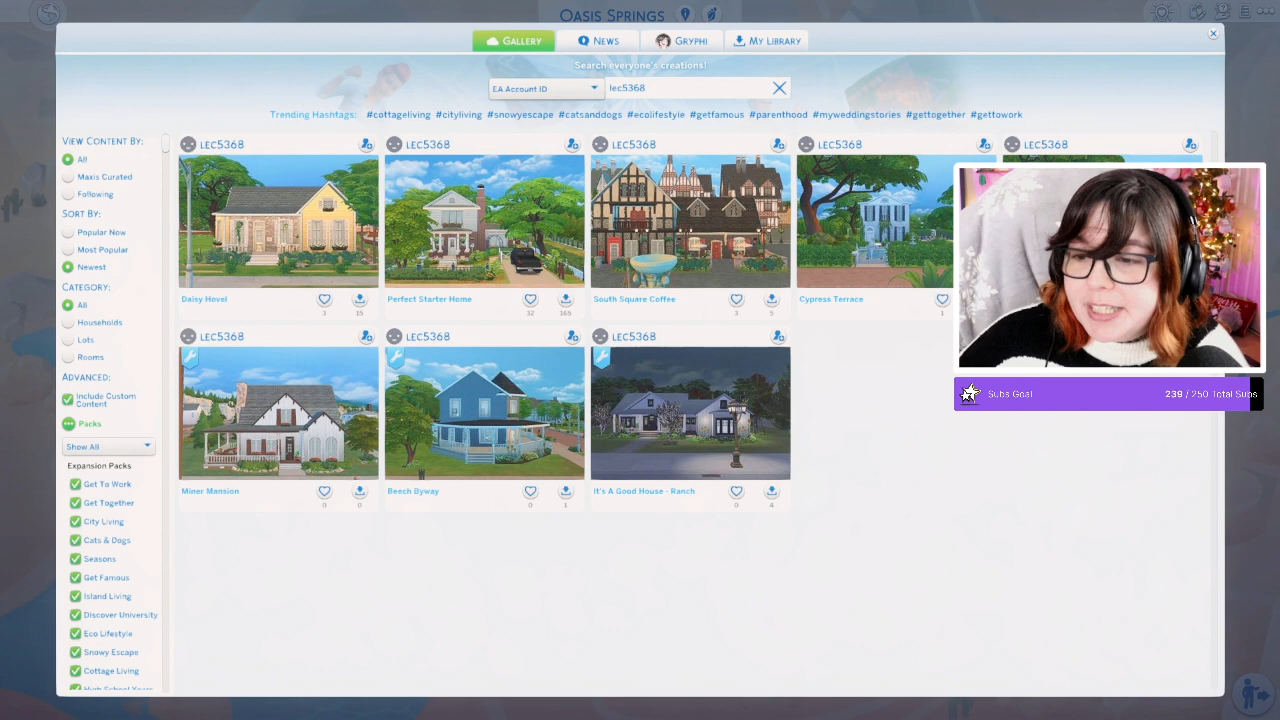 OASIS SPRINGS
GALLERY
NEWS
GRYPHI
MY LIBRARY
Search everyone's creations!
EA ACCOUNT ID
lec5368
Trending Hashtags: #cottageliving #cityliving #snowyescape #catsanddogs #ecolifestyle #getfamous #parenthood #myweddingstories #gettogether #gettowork
VIEW CONTENT BY:
All
Maxis Curated
Following
SORT BY:
Popular Now
Most Popular
Newest
CATEGORY:
All
Households
Lots
Rooms
ADVANCED:
Include Custom
Content
Packs
Show All
Expansion Packs
Get To Work
Get Together
City Living
Cats & Dogs
Seasons
Get Famous
Island Living
Discover University
Eco Lifestyle
Snowy Escape
Cottage Living
High School Years
LEC5368
LEC5368
LEC5368
LEC5368
LEC5368
Daisy Hovel
3
15
Perfect Starter Home
32
165
South Square Coffee
3
5
Cypress Terrace
1
LEC5368
LEC5368
LEC5368
Miner Mansion
0
0
Beech Byway
0
1
It's A Good House - Ranch
0
4
Subs Goal
239 / 250 Total Subs